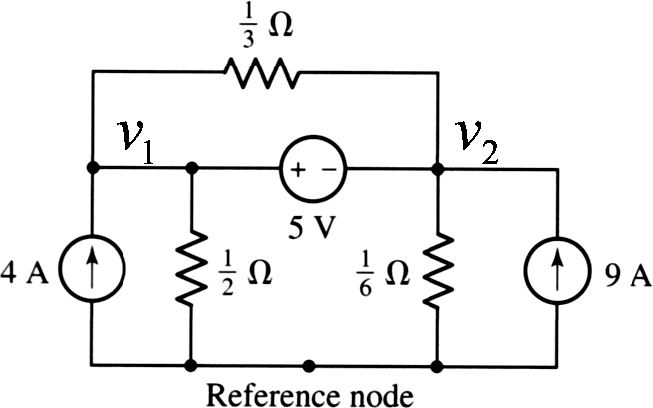 1/3 Ω
v₁
v₂
+ −
5 V
4 A
1/2 Ω
1/6 Ω
9 A
Reference node